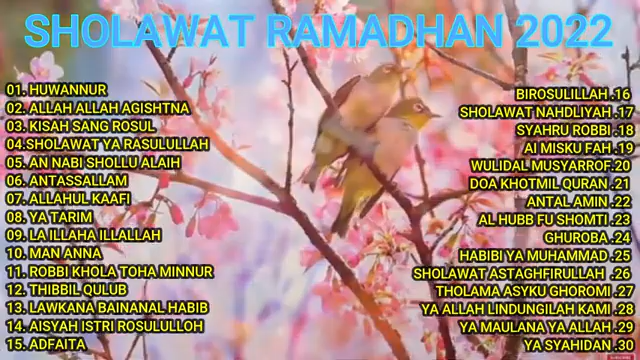 SHOLAWAT RAMADHAN 2022
01. HUWANNUR
02. ALLAH ALLAH AGISHTNA
03. KISAH SANG ROSUL
04.SHOLAWAT YA RASULULLAH
05. AN NABI SHOLLU ALAIH
06. ANTASSALLAM
07. ALLAHUL KAAFI
08. YA TARIM
09. LA ILLAHA ILLALLAH
10. MAN ANNA
11. ROBBI KHOLA TOHA MINNUR
12. THIBBIL QULUB
13. LAWKANA BAINANAL HABIB
14. AISYAH ISTRI ROSULULLOH
15. ADFAITA
BIROSULILLAH .16
SHOLAWAT NAHDLIYAH .17
SYAHRU ROBBI .18
AI MISKU FAH .19
WULIDAL MUSYARROF.20
DOA KHOTMIL QURAN .21
ANTAL AMIN .22
AL HUBB FU SHOMTI .23
GHUROBA .24
HABIBI YA MUHAMMAD .25
SHOLAWAT ASTAGHFIRULLAH .26
THOLAMA ASYKU GHOROMI .27
YA ALLAH LINDUNGILAH KAMI .28
YA MAULANA YA ALLAH .29
YA SYAHIDAN .30